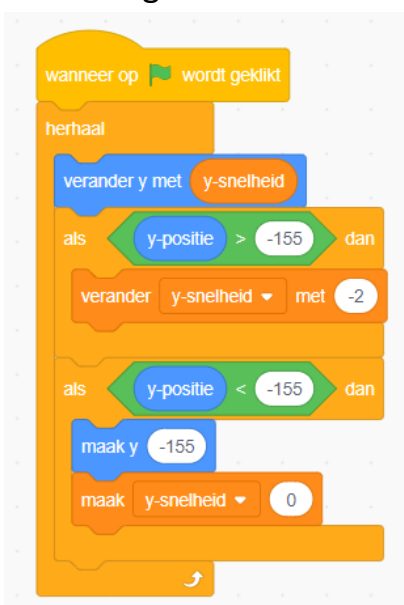 wanneer op wordt geklikt
herhaal
verander y met y-snelheid
als y-positie > -155 dan
verander y-snelheid met -2
als y-positie < -155 dan
maak y -155
maak y-snelheid 0